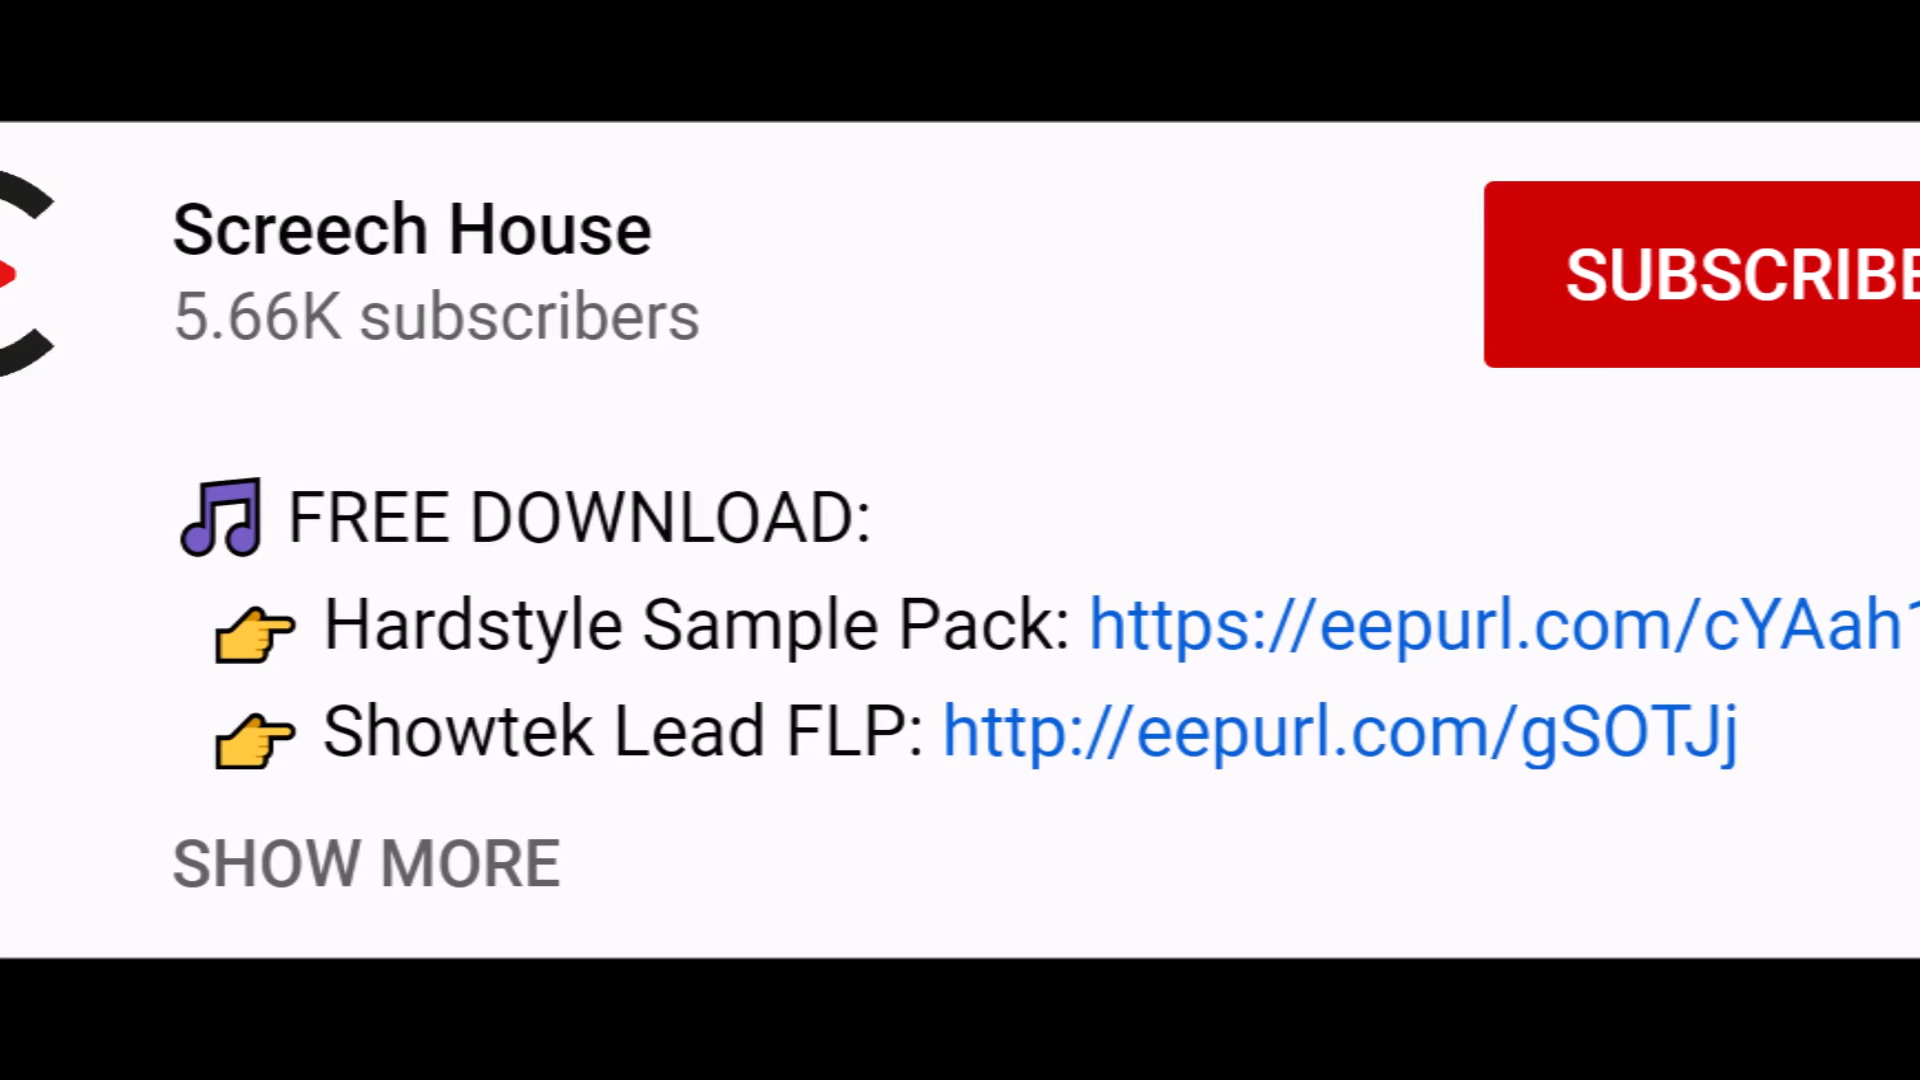 Screech House
5.66K subscribers
SUBSCRIBE
🎵 FREE DOWNLOAD:
👉 Hardstyle Sample Pack: https://eepurl.com/cYAah
👉 Showtek Lead FLP: http://eepurl.com/gSOTJj
SHOW MORE